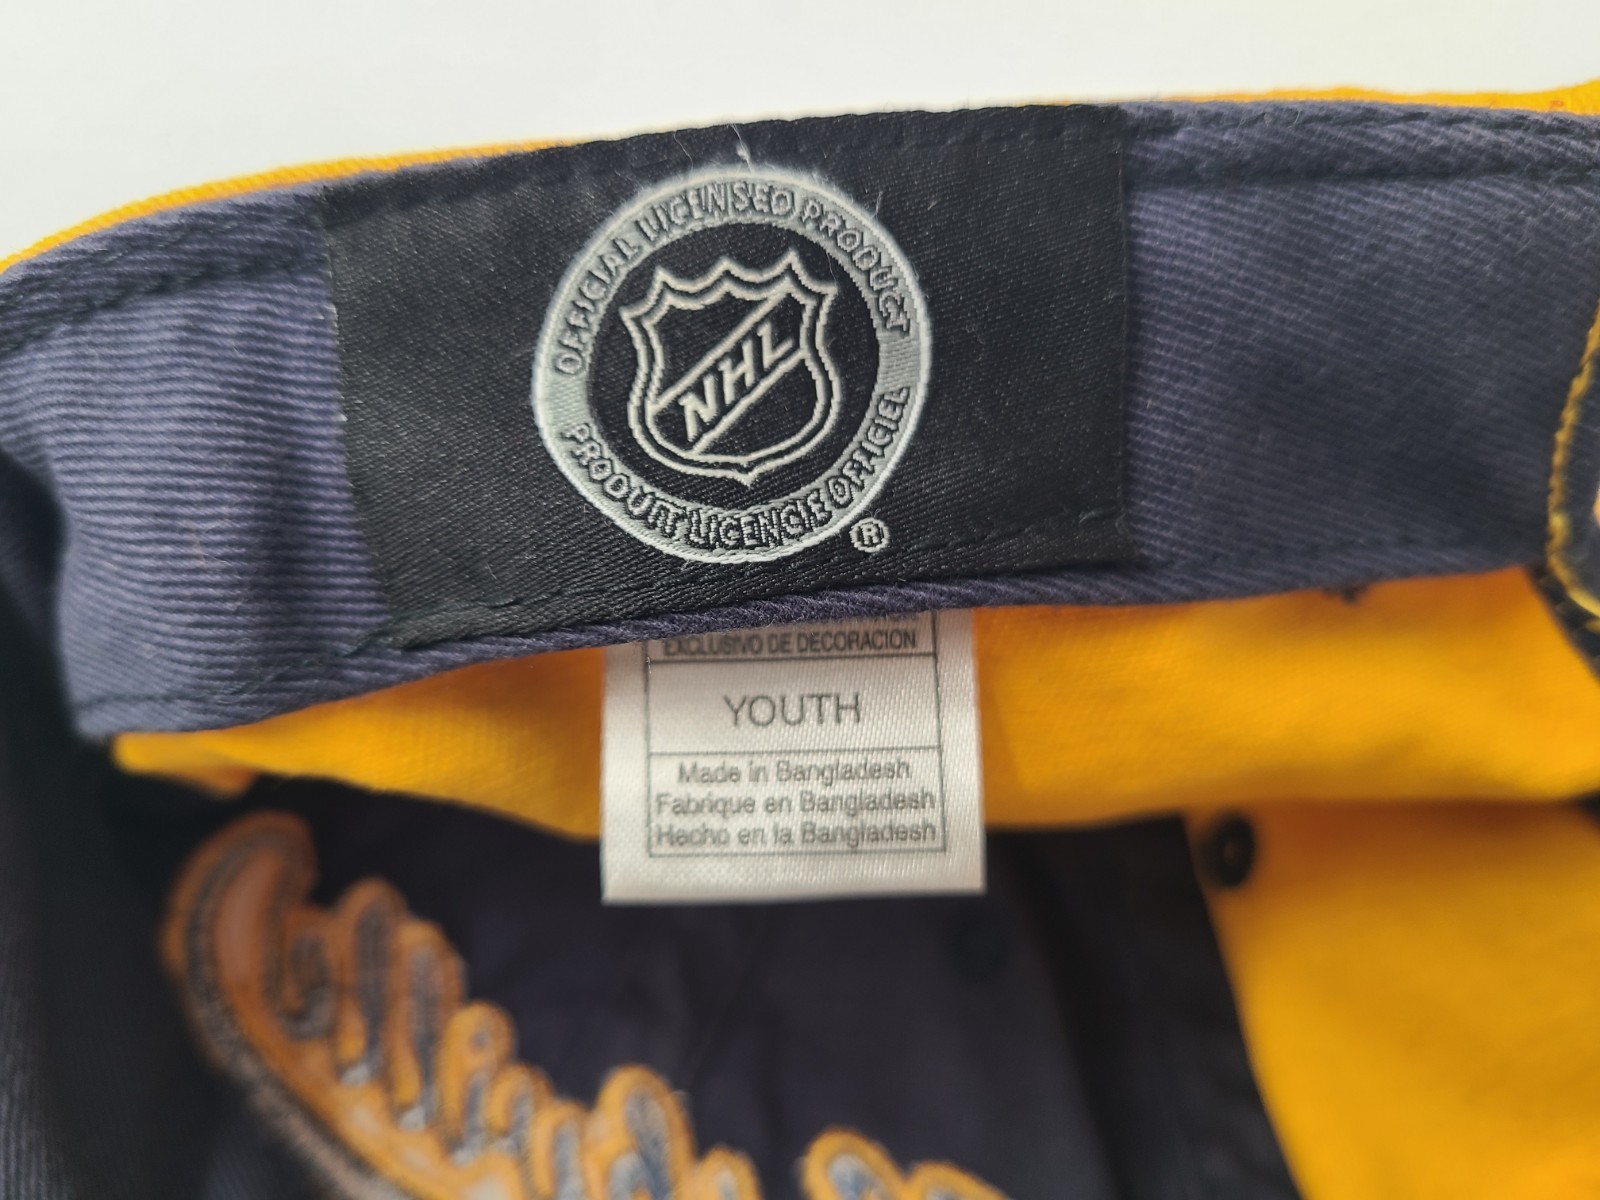 OFFICIAL LICENSED PRODUCT
NHL
PRODUIT LICENCIE OFFICIEL
®
EXCLUSIVO DE DECORACION
YOUTH
Made in Bangladesh
Fabrique en Bangladesh
Hecho en la Bangladesh